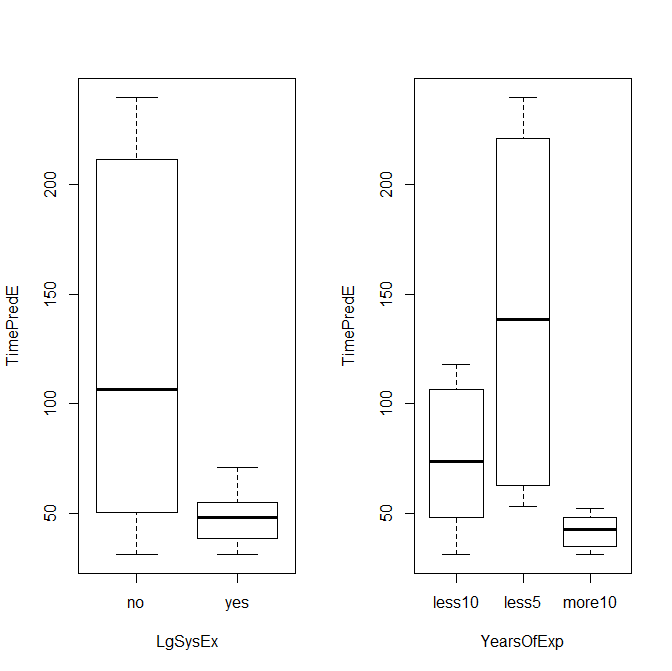 TimePredE
200
150
100
50
no yes
LgSysEx
TimePredE
200
150
100
50
less10 less5 more10
YearsOfExp